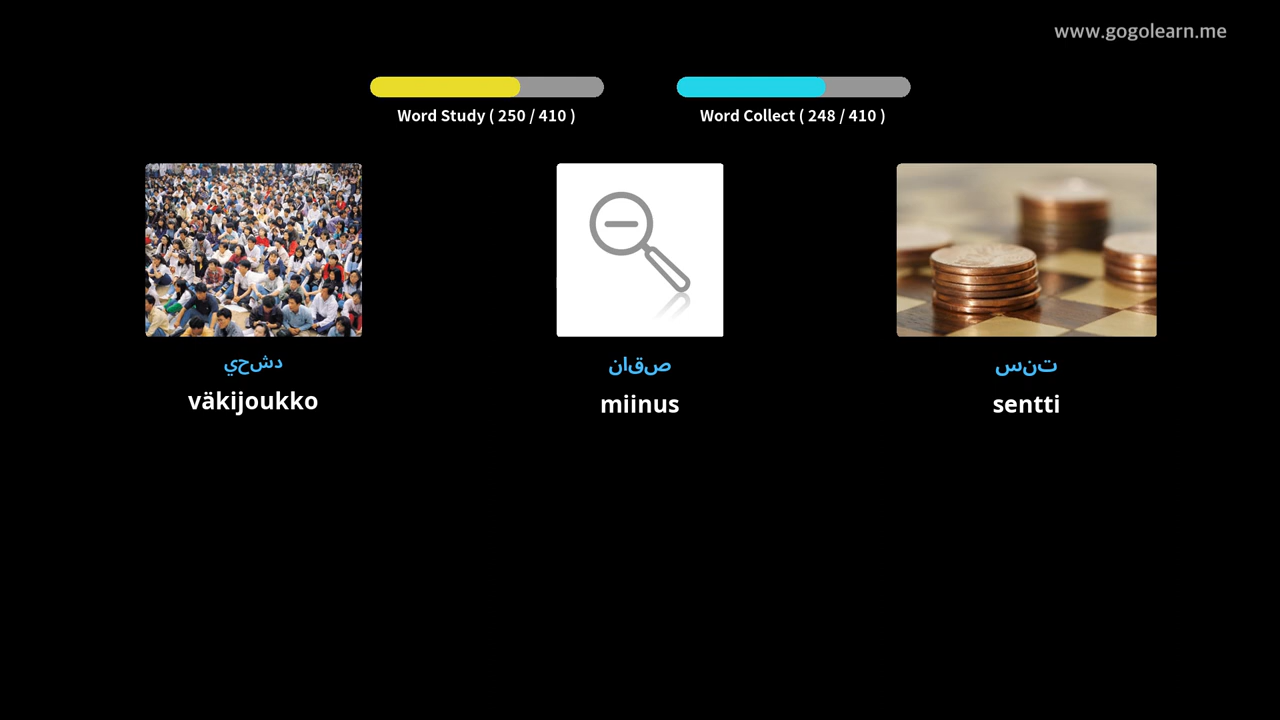 www.gogolearn.me
Word Study ( 250 / 410 )
Word Collect ( 248 / 410 )
دشحي
väkijoukko
صقان
miinus
تنس
sentti